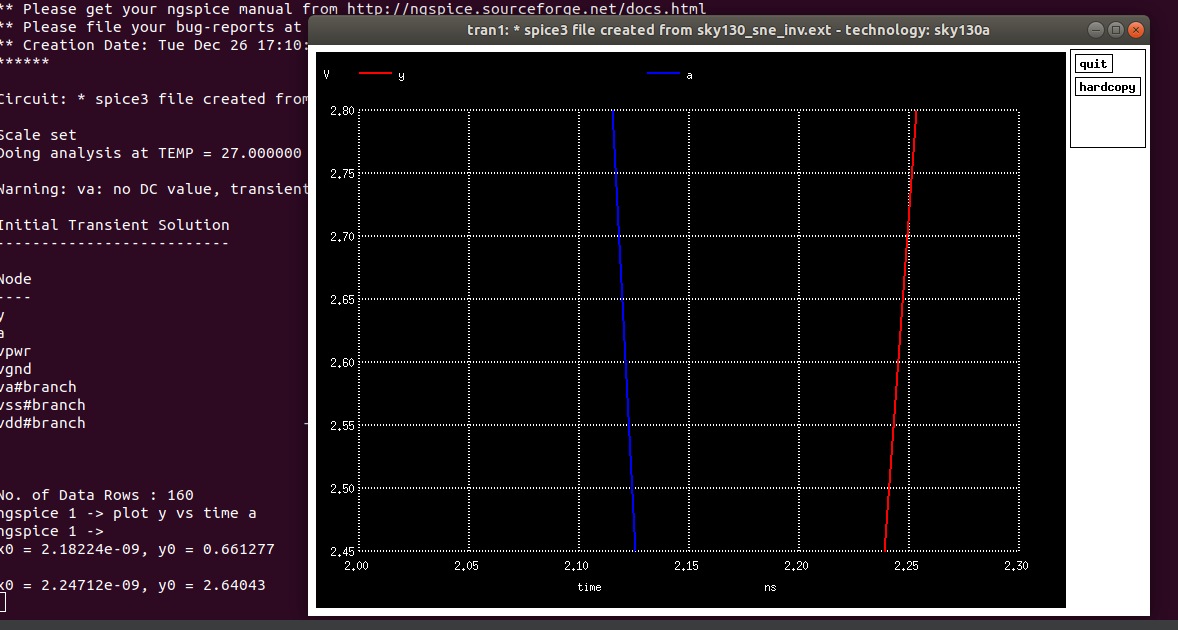 ** Please get your ngspice manual from http://ngspice.sourceforge.net/docs.html
** Please file your bug-reports at
** Creation Date: Tue Dec 26 17:10:
******
Circuit: * spice3 file created from
Scale set
Doing analysis at TEMP = 27.000000
Warning: va: no DC value, transient
Initial Transient Solution
--------------------------
Node
----
y
a
vpwr
vgnd
va#branch
vss#branch
vdd#branch -
No. of Data Rows : 160
ngspice 1 -> plot y vs time a
ngspice 1 ->
x0 = 2.18224e-09, y0 = 0.661277
x0 = 2.24712e-09, y0 = 2.64043
tran1: * spice3 file created from sky130_sne_inv.ext - technology: sky130a
quit
hardcopy
V y a
2.80
2.75
2.70
2.65
2.60
2.55
2.50
2.45
2.00 2.05 2.10 2.15 2.20 2.25 2.30
time ns